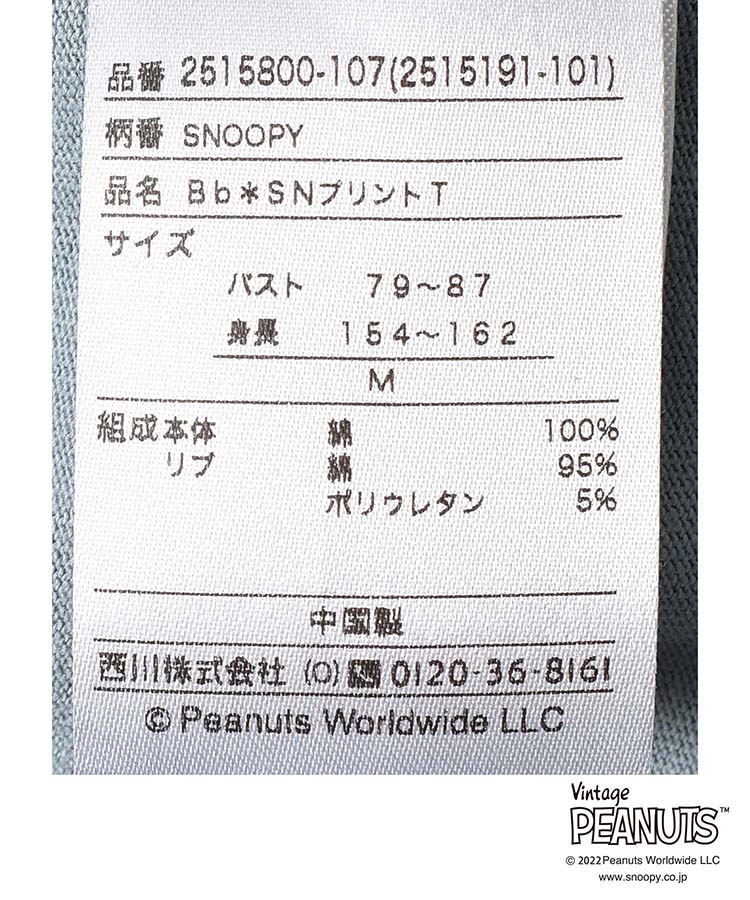 品番 2515800-107(2515191-101)
柄番 SNOOPY
品名 Bb*SNプリントT
サイズ
バスト 79~87
身長 154~162
M
組成本体 綿 100%
リブ 綿 95%
ポリウレタン 5%
中国製
西川株式会社 (O) 0120-36-8161
© Peanuts Worldwide LLC
Vintage
PEANUTS™
© 2022 Peanuts Worldwide LLC
www.snoopy.co.jp